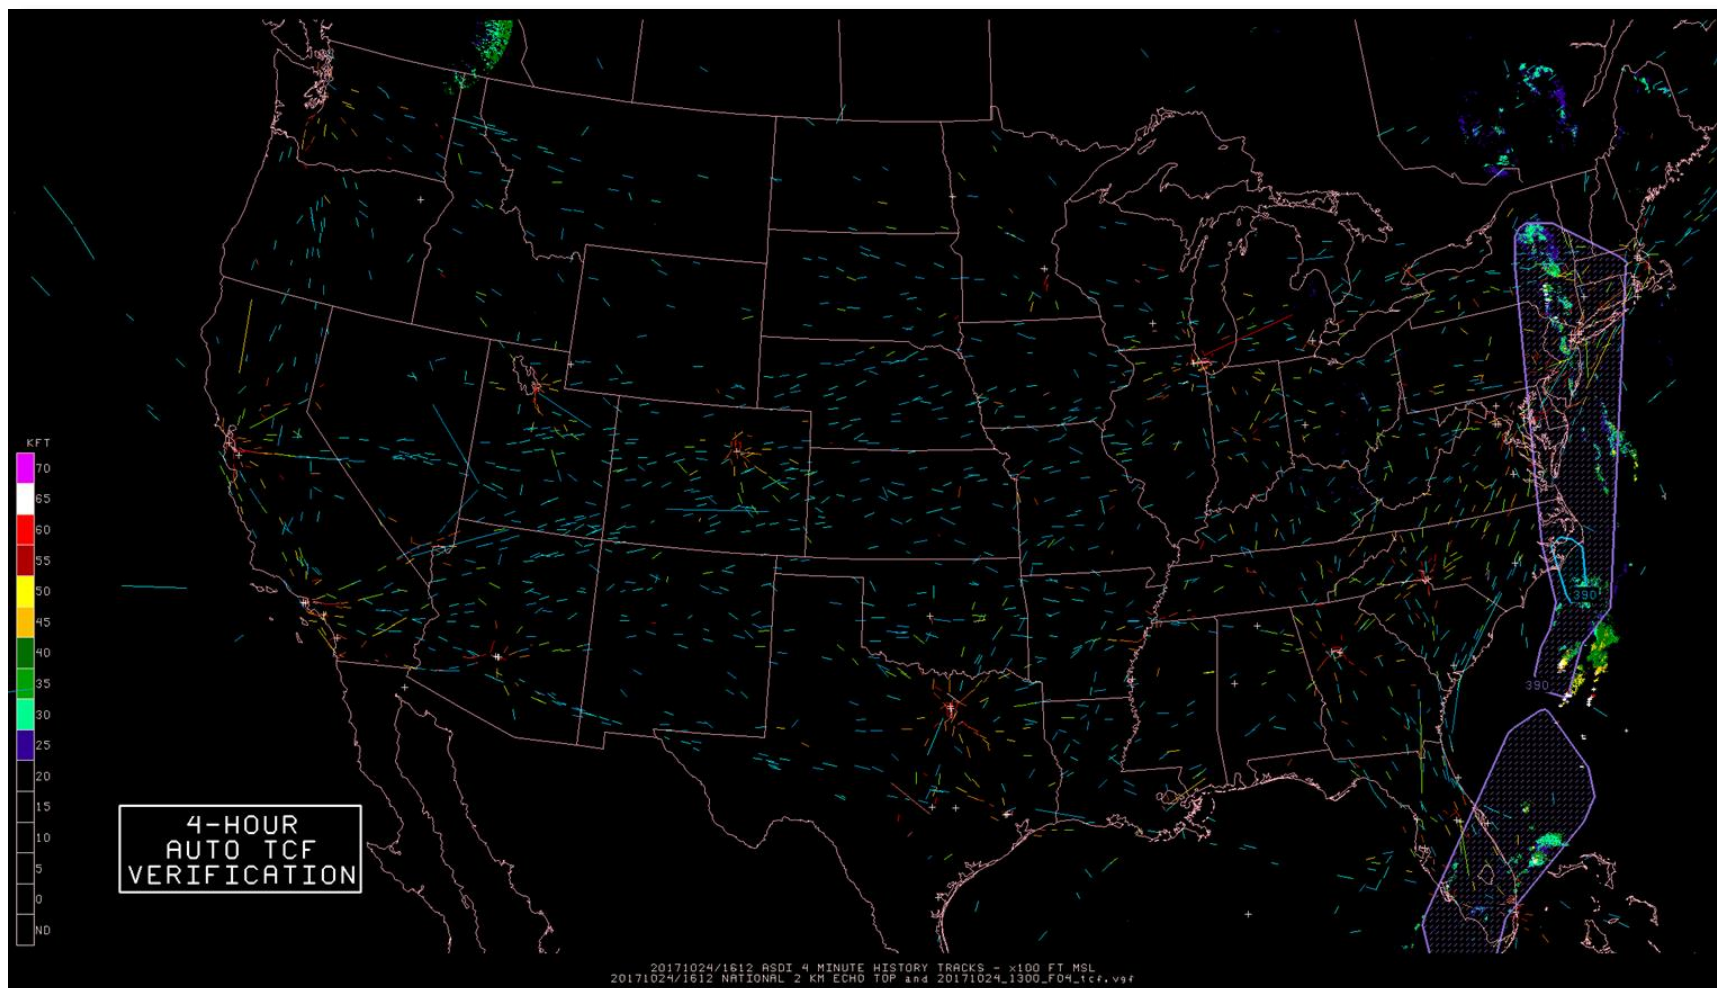 KFT
70
65
60
55
50
45
40
35
30
25
20
15
10
5
0
ND
390
390
4-HOUR
AUTO TCF
VERIFICATION
20171024/1612 ASDI 4 MINUTE HISTORY TRACKS - x100 FT MSL
20171024/1612 NATIONAL 2 KM ECHO TOP and 20171024_1300_F04_tcf.vgf